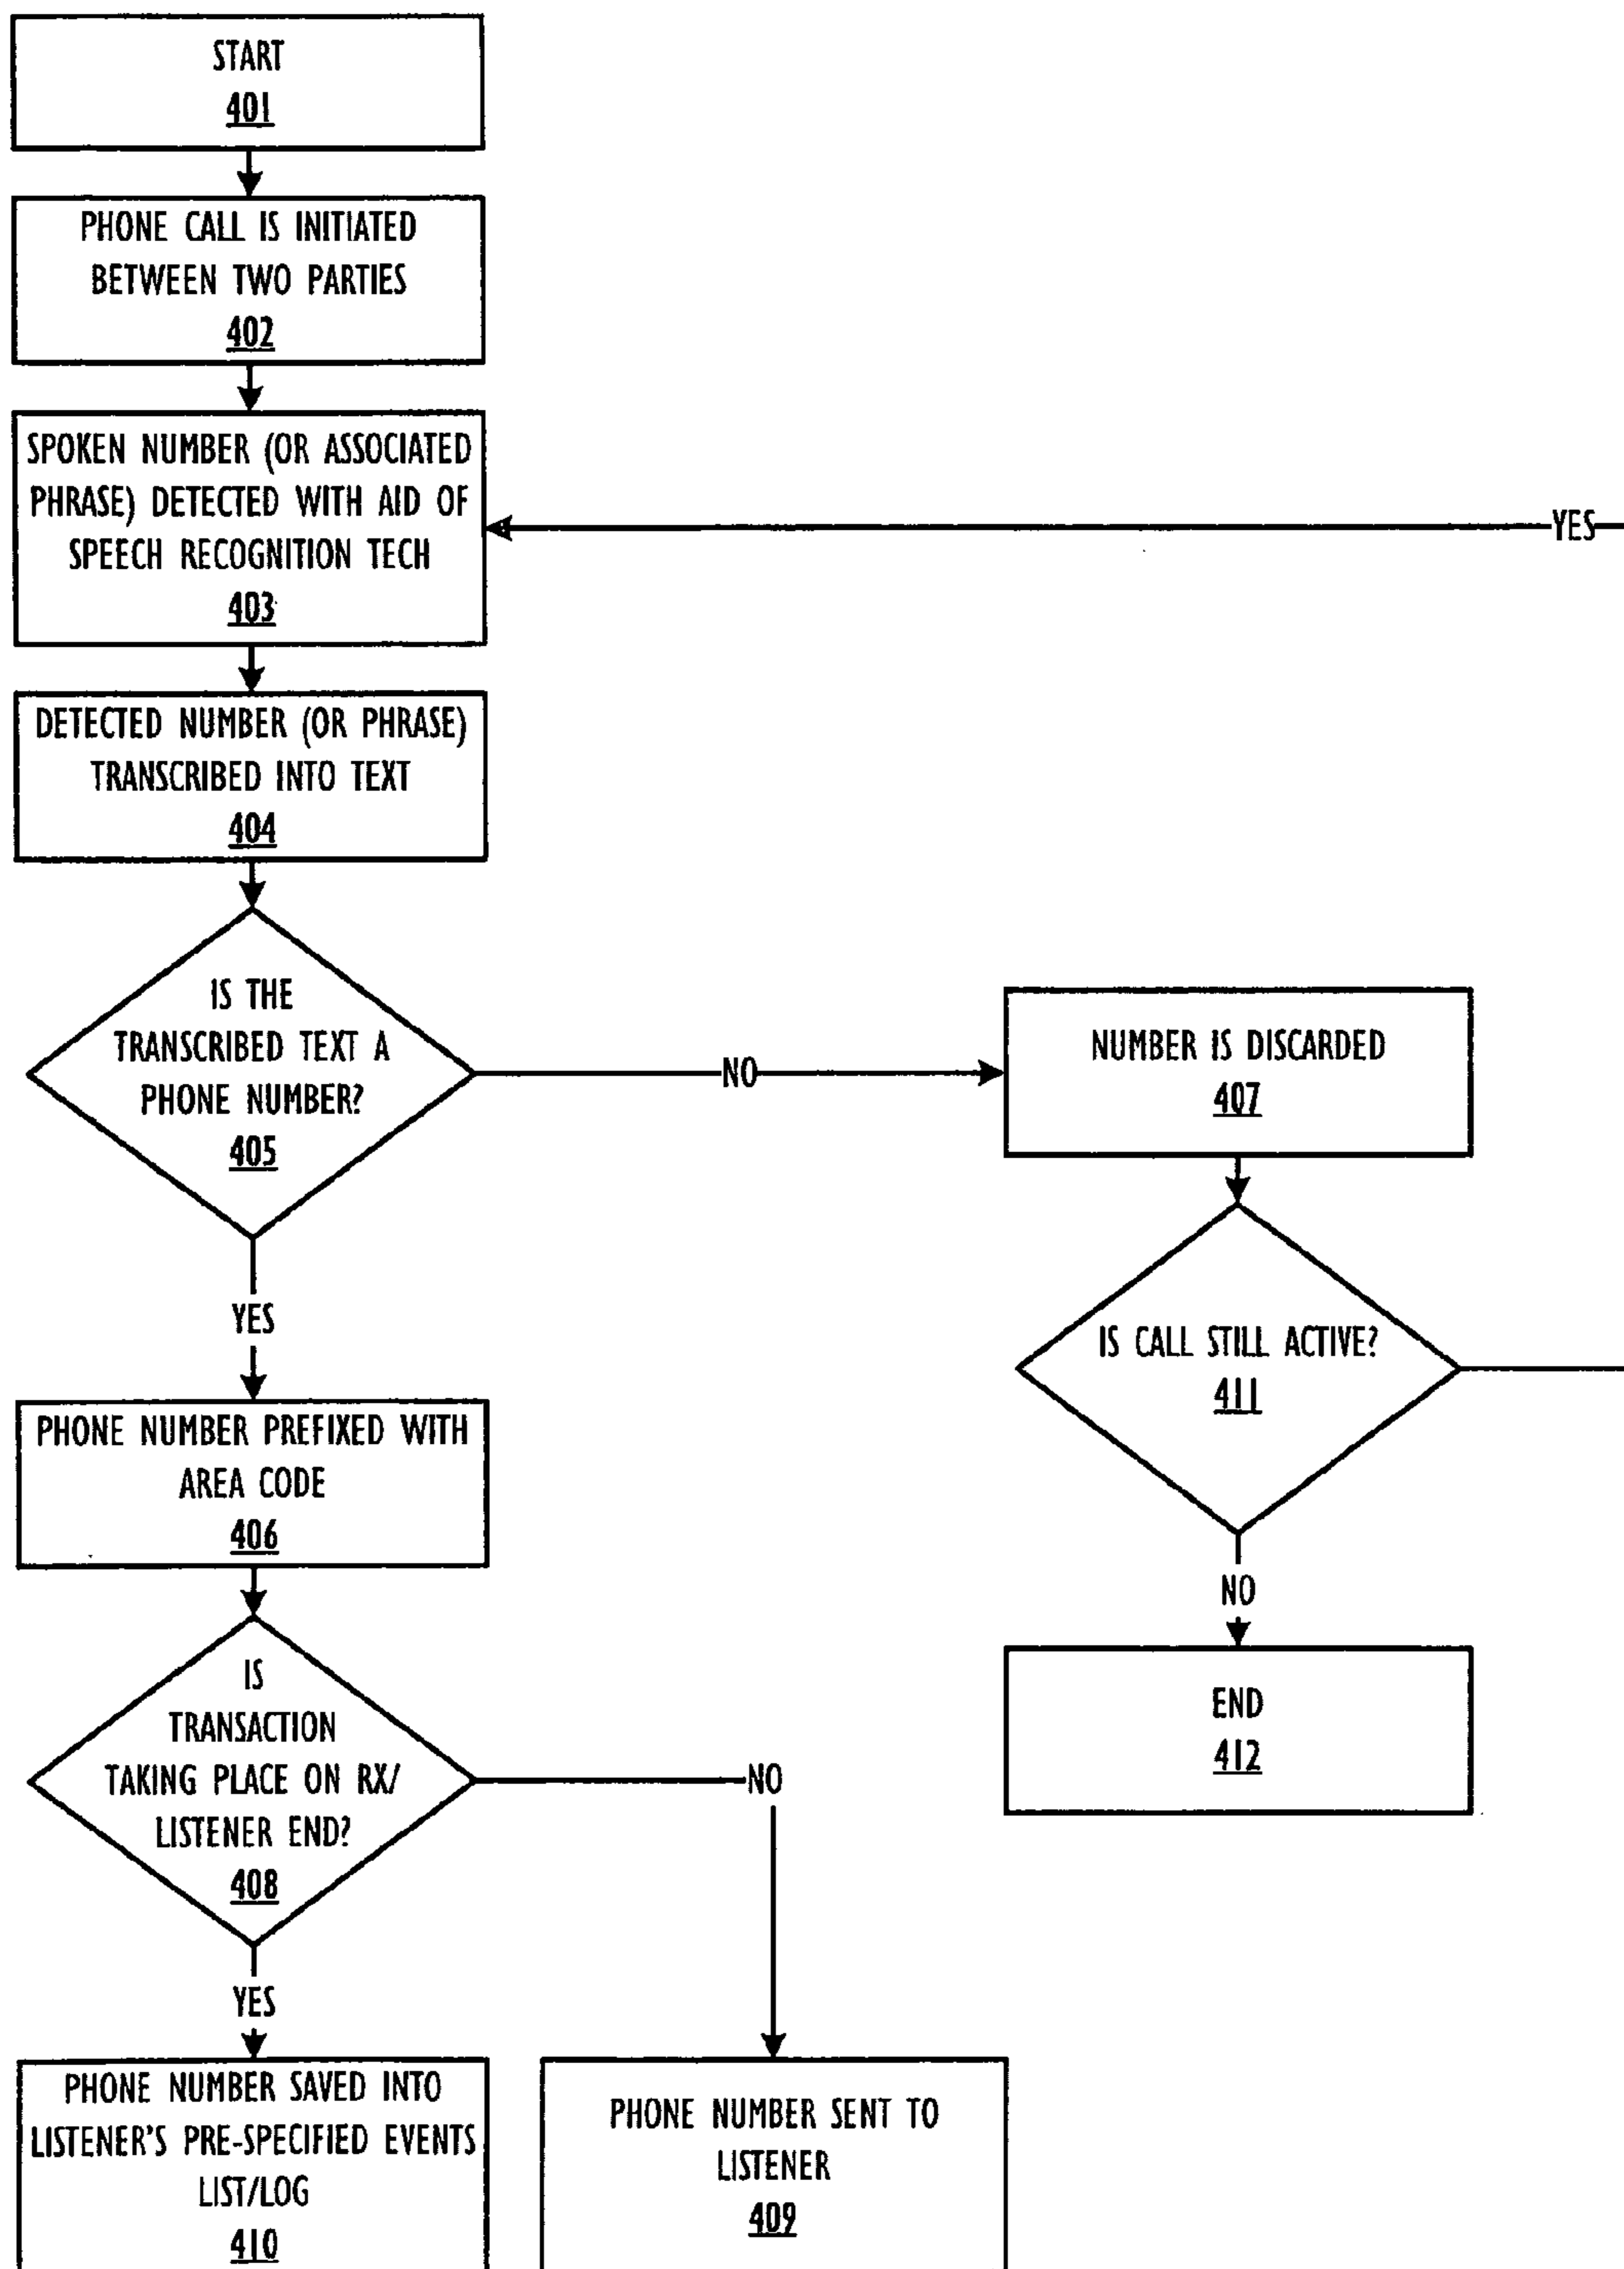 START
401
PHONE CALL IS INITIATED
BETWEEN TWO PARTIES
402
SPOKEN NUMBER (OR ASSOCIATED
PHRASE) DETECTED WITH AID OF
SPEECH RECOGNITION TECH
403
YES
DETECTED NUMBER (OR PHRASE)
TRANSCRIBED INTO TEXT
404
IS THE
TRANSCRIBED TEXT A
PHONE NUMBER?
405
NO
NUMBER IS DISCARDED
407
YES
IS CALL STILL ACTIVE?
411
PHONE NUMBER PREFIXED WITH
AREA CODE
406
NO
IS
TRANSACTION
TAKING PLACE ON RX/
LISTENER END?
408
NO
END
412
YES
PHONE NUMBER SAVED INTO
LISTENER'S PRE-SPECIFIED EVENTS
LIST/LOG
410
PHONE NUMBER SENT TO
LISTENER
409